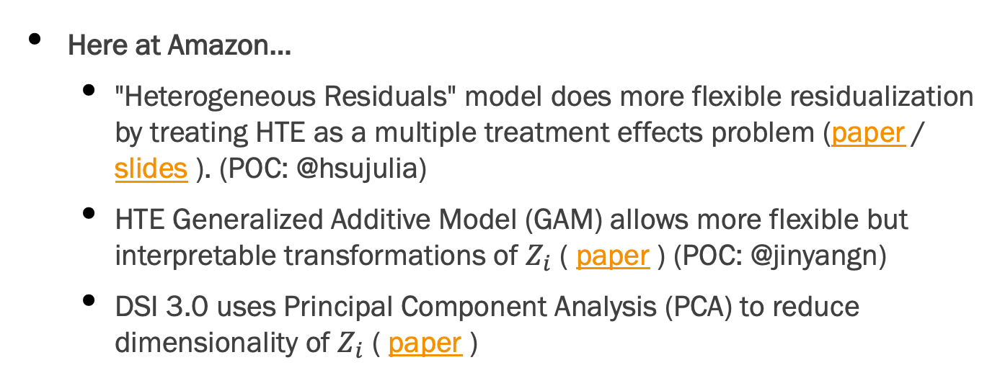 • Here at Amazon...
• "Heterogeneous Residuals" model does more flexible residualization
by treating HTE as a multiple treatment effects problem (paper /
slides ). (POC: @hsujulia)
• HTE Generalized Additive Model (GAM) allows more flexible but
interpretable transformations of Zᵢ ( paper ) (POC: @jinyangn)
• DSI 3.0 uses Principal Component Analysis (PCA) to reduce
dimensionality of Zᵢ ( paper )